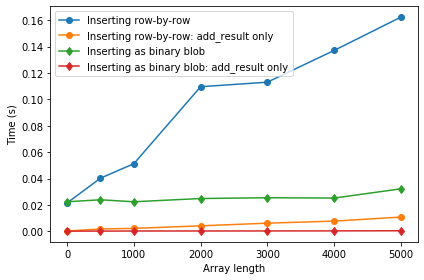 0.16
0.14
0.12
0.10
0.08
0.06
0.04
0.02
0.00
Time (s)
Inserting row-by-row
Inserting row-by-row: add_result only
Inserting as binary blob
Inserting as binary blob: add_result only
0 1000 2000 3000 4000 5000
Array length